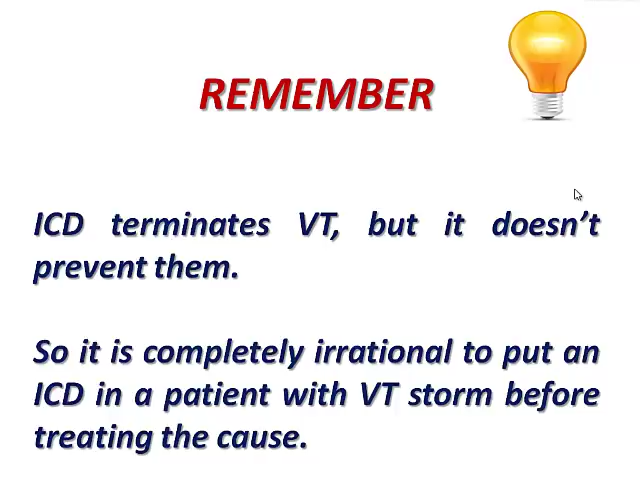 REMEMBER
ICD terminates VT, but it doesn’t
prevent them.
So it is completely irrational to put an
ICD in a patient with VT storm before
treating the cause.